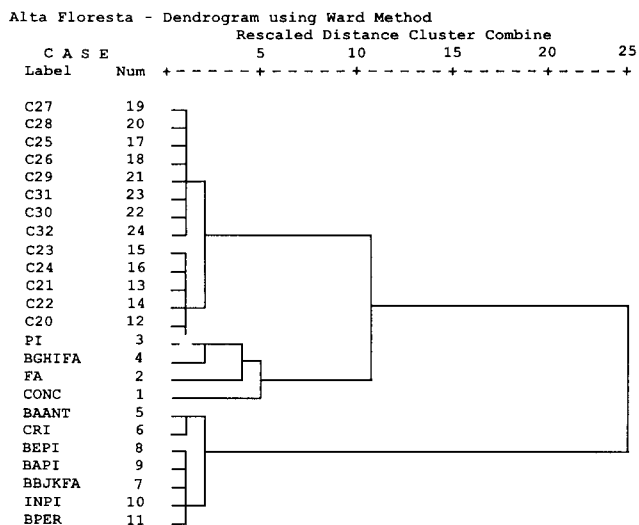 Alta Floresta - Dendrogram using Ward Method
Rescaled Distance Cluster Combine
C A S E 5 10 15 20 25
Label Num
C27 19
C28 20
C25 17
C26 18
C29 21
C31 23
C30 22
C32 24
C23 15
C24 16
C21 13
C22 14
C20 12
PI 3
BGHIFA 4
FA 2
CONC 1
BAANT 5
CRI 6
BEPI 8
BAPI 9
BBJKFA 7
INPI 10
BPER 11